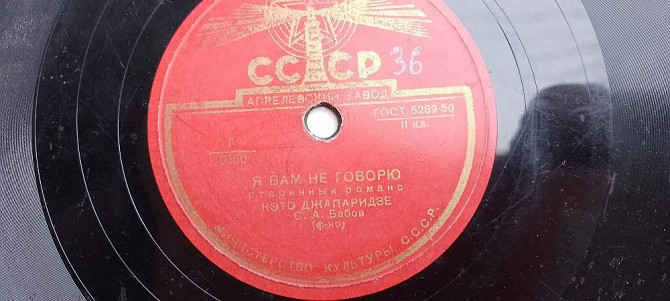 СССР 36
АПРЕЛЕВСКИЙ ЗАВОД
ГОСТ 5289-50
II кл.
Я ВАМ НЕ ГОВОРЮ
старинный романс
КЭТО ДЖАПАРИДЗЕ
С. А. Бабов
(ф-но)
МИНИСТЕРСТВО КУЛЬТУРЫ С.С.С.Р.